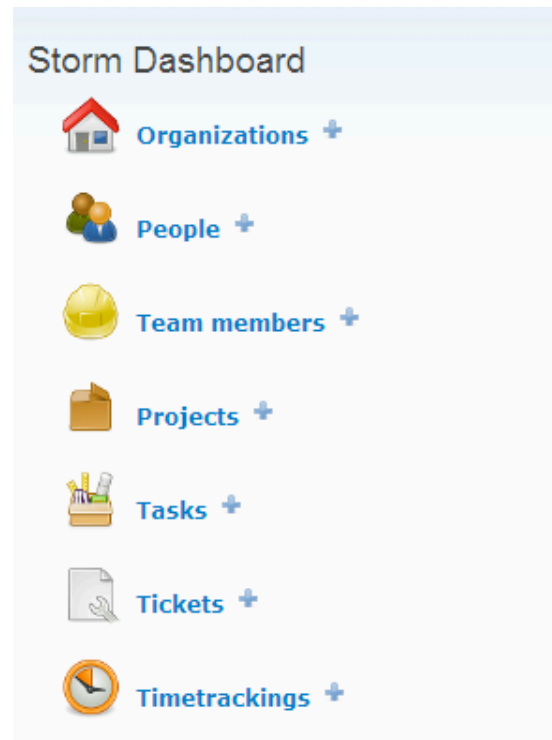 Storm Dashboard
Organizations
People
Team members
Projects
Tasks
Tickets
Timetrackings